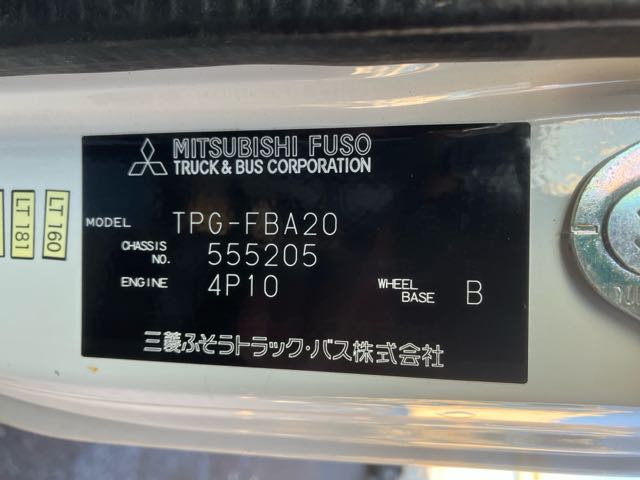 MITSUBISHI FUSO
TRUCK & BUS CORPORATION
MODEL TPG-FBA20
CHASSIS NO. 555205
ENGINE 4P10 WHEEL BASE B
三菱ふそうトラック・バス株式会社
LT 160
LT 181